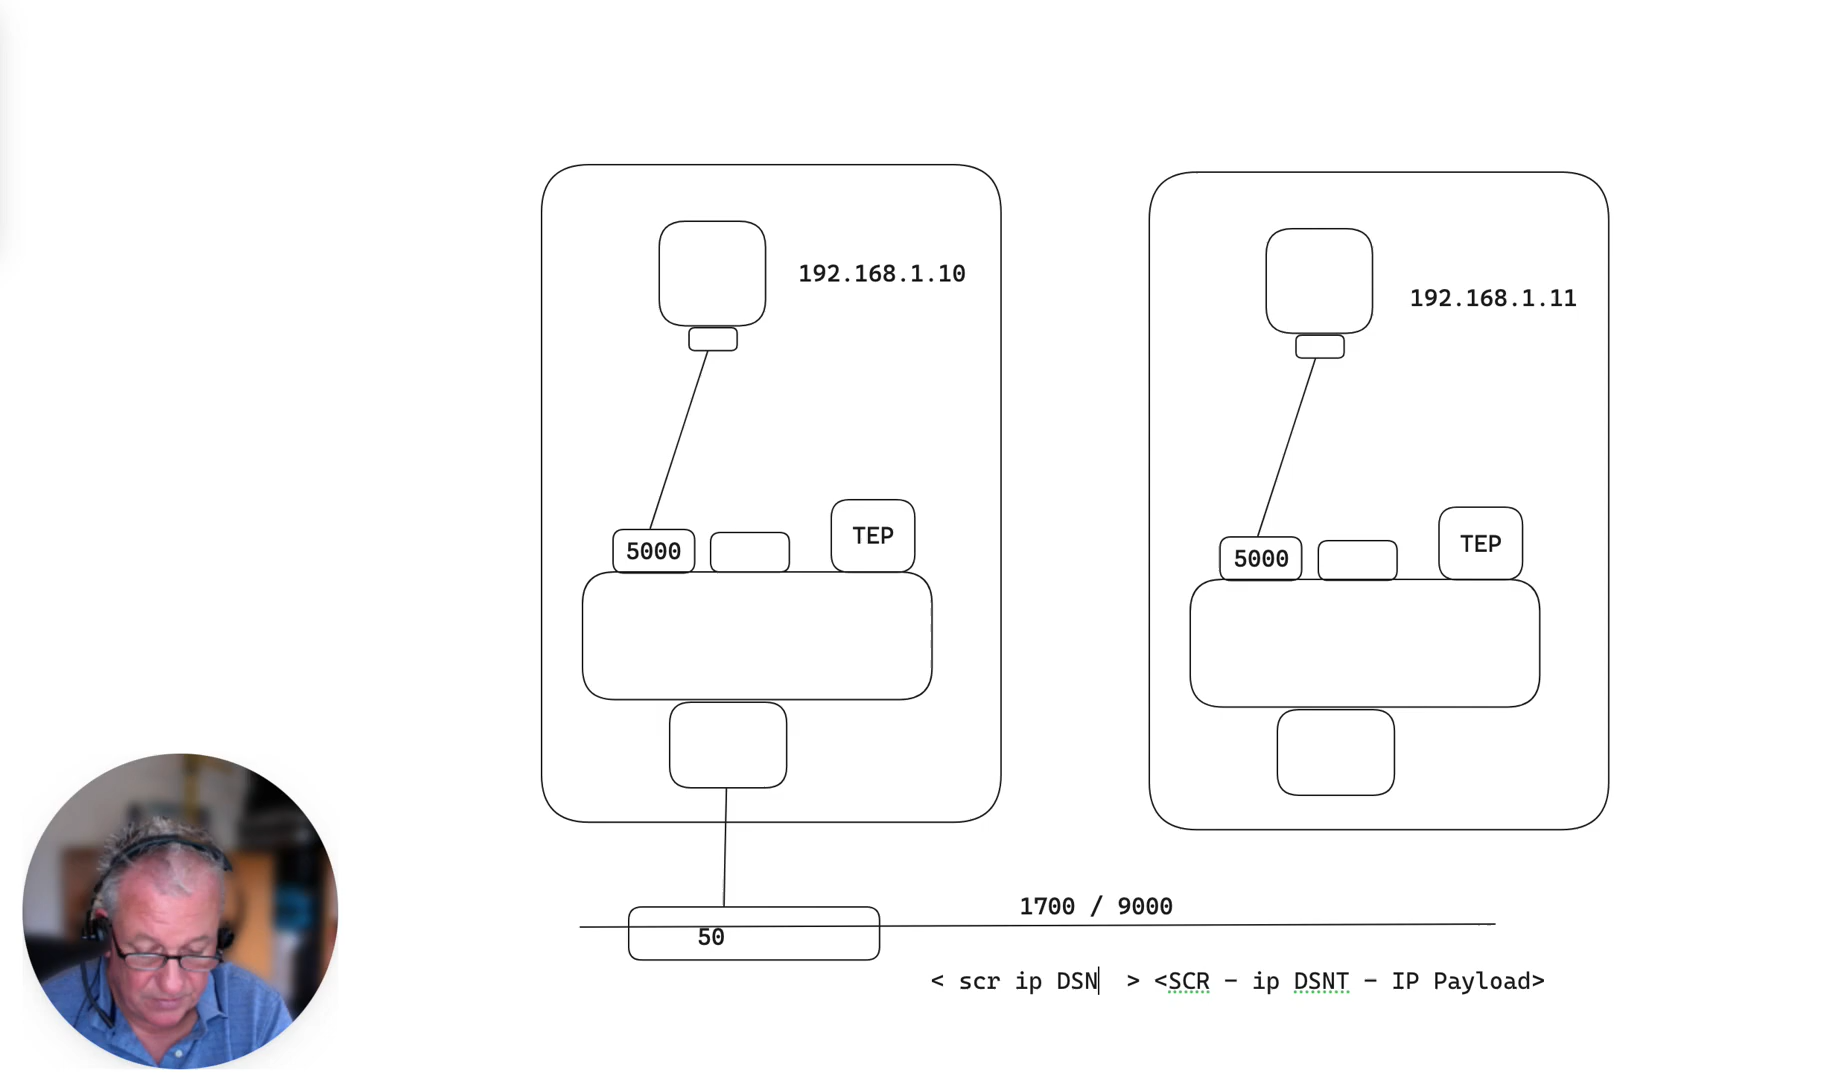 192.168.1.10
192.168.1.11
5000
TEP
5000
TEP
1700 / 9000
50
< scr ip DSN > <SCR - ip DSNT - IP Payload>